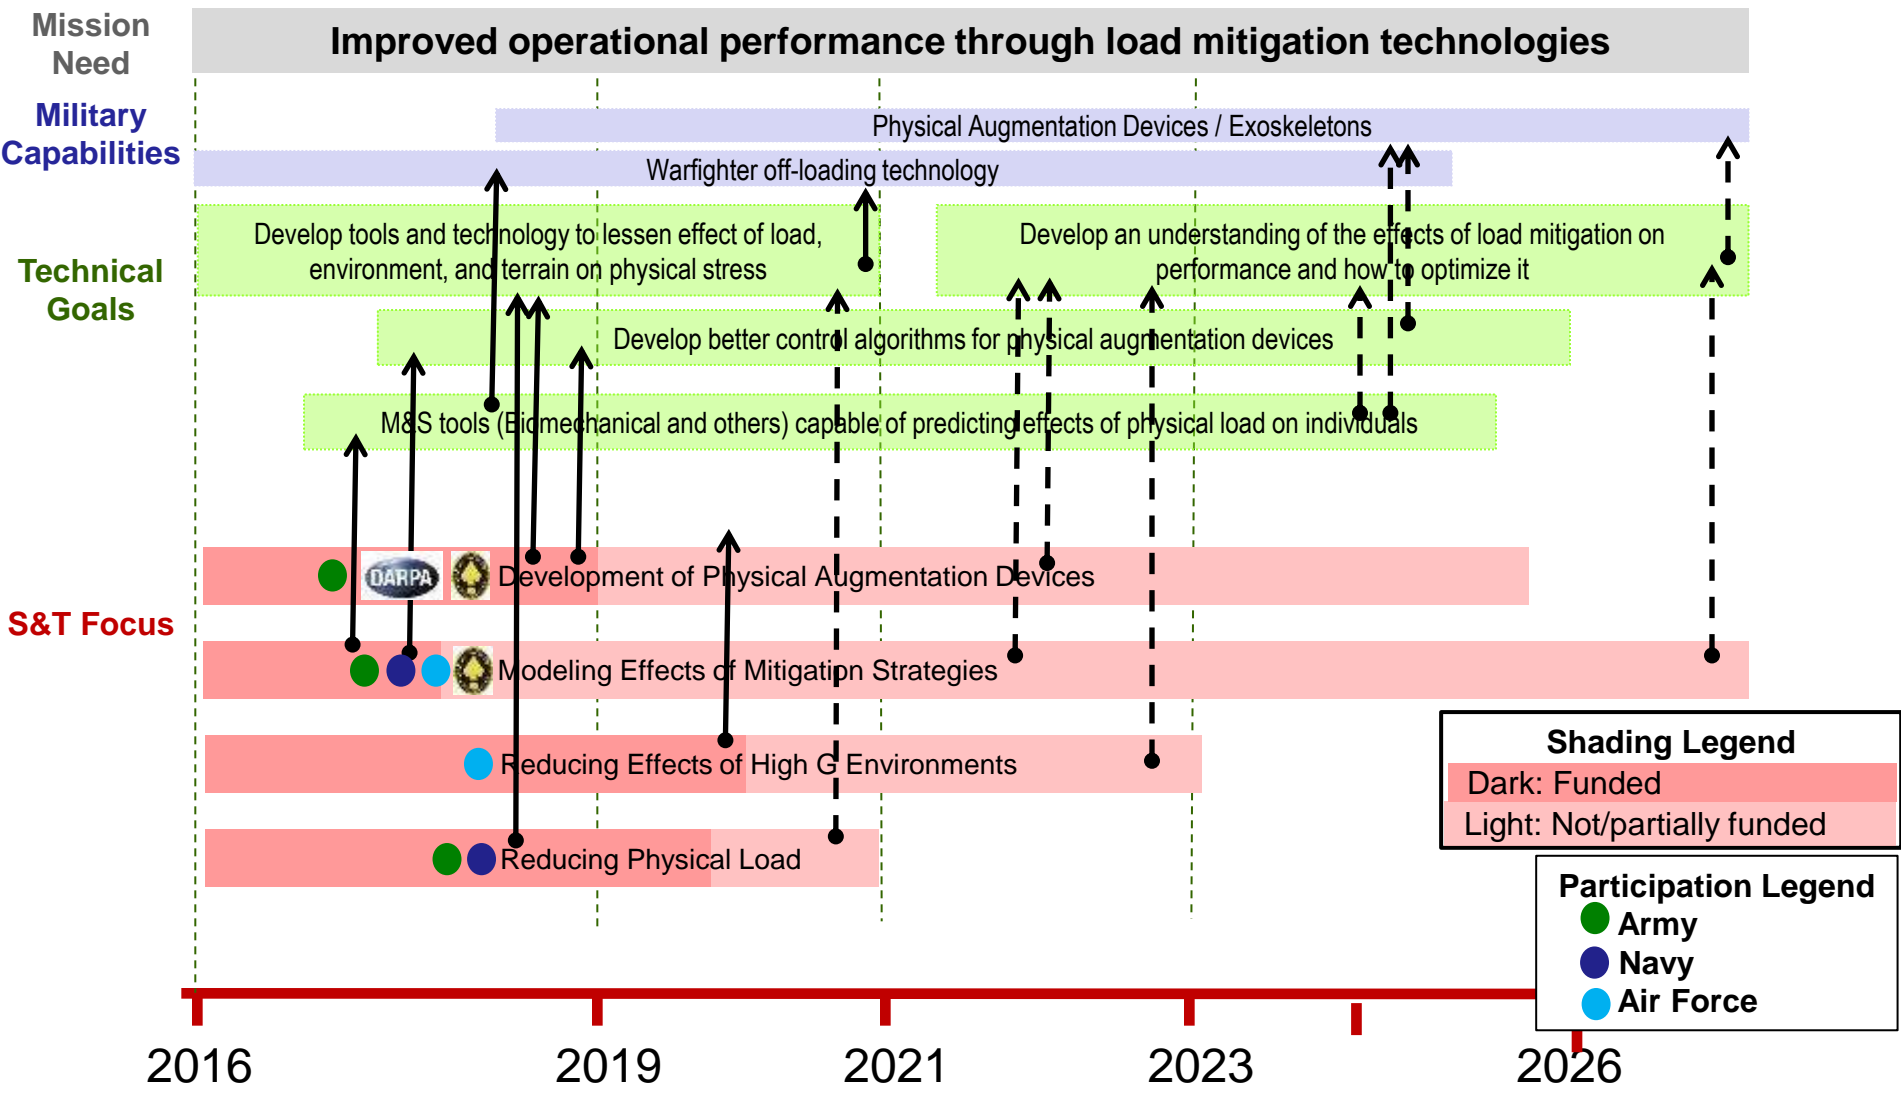 Mission
Need
Improved operational performance through load mitigation technologies
Military
Capabilities
Physical Augmentation Devices / Exoskeletons
Warfighter off-loading technology
Technical
Goals
Develop tools and technology to lessen effect of load,
environment, and terrain on physical stress
Develop an understanding of the effects of load mitigation on
performance and how to optimize it
Develop better control algorithms for physical augmentation devices
M&S tools (Biomechanical and others) capable of predicting effects of physical load on individuals
S&T Focus
DARPA
Development of Physical Augmentation Devices
Modeling Effects of Mitigation Strategies
Reducing Effects of High G Environments
Reducing Physical Load
Shading Legend
Dark: Funded
Light: Not/partially funded
Participation Legend
Army
Navy
Air Force
2016
2019
2021
2023
2026